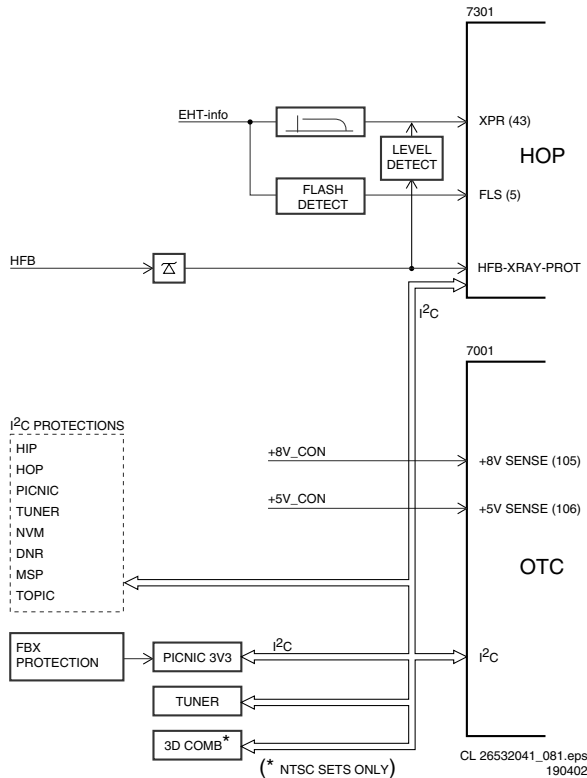 7301
EHT-info
XPR (43)
LEVEL
DETECT
HOP
FLASH
DETECT
FLS (5)
HFB
HFB-XRAY-PROT
I²C
7001
I²C PROTECTIONS
HIP
HOP
PICNIC
TUNER
NVM
DNR
MSP
TOPIC
+8V_CON
+8V SENSE (105)
+5V_CON
+5V SENSE (106)
OTC
FBX
PROTECTION
PICNIC 3V3
I²C
I²C
TUNER
3D COMB*
(* NTSC SETS ONLY)
CL 26532041_081.eps
190402